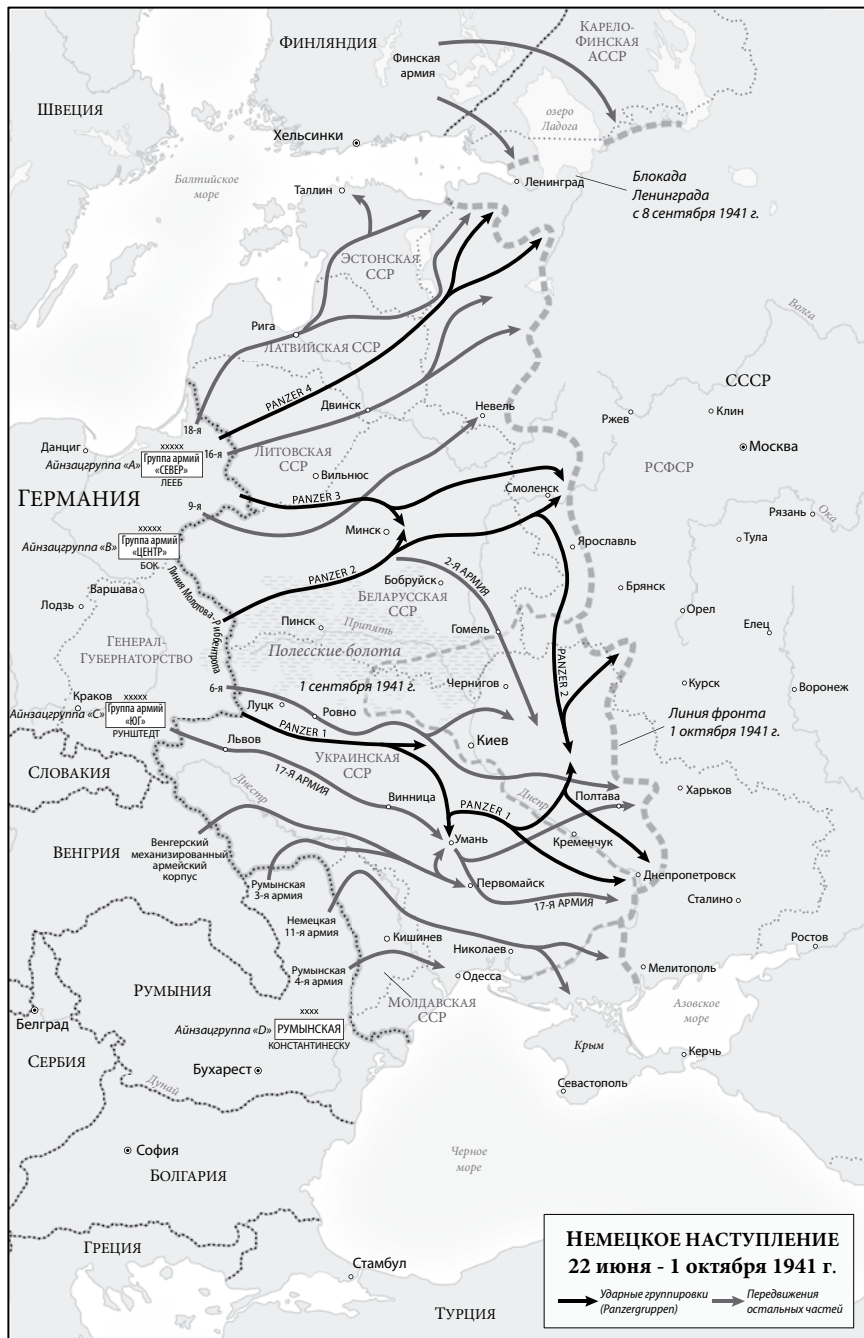 ФИНЛЯНДИЯ
КАРЕЛО-
ФИНСКАЯ
АССР
Финская
армия
ШВЕЦИЯ
озеро
Ладога
Хельсинки
Балтийское
море
Таллин
Ленинград
Блокада
Ленинграда
с 8 сентября 1941 г.
ЭСТОНСКАЯ
ССР
Волга
Рига
ЛАТВИЙСКАЯ ССР
СССР
PANZER 4
Двинск
Невель
Ржев
Клин
18-я
Данциг
Айнзацгруппа «А»
XXXXX
Группа армий
«СЕВЕР»
ЛЕЕБ
16-я
ЛИТОВСКАЯ
ССР
Москва
РСФСР
Вильнюс
ГЕРМАНИЯ
PANZER 3
Смоленск
9-я
Рязань
Ока
Минск
Айнзацгруппа «В»
XXXXX
Группа армий
«ЦЕНТР»
БОК
Ярославль
Тула
PANZER 2
2-Я АРМИЯ
Линия Молотова-Риббентропа
Варшава
Бобруйск
БЕЛАРУССКАЯ
ССР
Брянск
Лодзь
Орел
Пинск
Припять
Гомель
Елец
ГЕНЕРАЛ-
ГУБЕРНАТОРСТВО
Полесские болота
PANZER 2
6-я
1 сентября 1941 г.
Чернигов
Курск
Воронеж
Краков
Айнзацгруппа «С»
XXXXX
Группа армий
«ЮГ»
РУНШТЕДТ
Луцк
Ровно
Линия фронта
1 октября 1941 г.
PANZER 1
Львов
Киев
УКРАИНСКАЯ
ССР
СЛОВАКИЯ
17-Я АРМИЯ
Днестр
Днепр
Полтава
Харьков
Винница
PANZER 1
Умань
Кременчук
ВЕНГРИЯ
Венгерский
механизированный
армейский
корпус
Румынская
3-я армия
Первомайск
Днепропетровск
17-Я АРМИЯ
Сталино
Немецкая
11-я армия
Кишинев
Николаев
Ростов
Румынская
4-я армия
Одесса
Мелитополь
РУМЫНИЯ
МОЛДАВСКАЯ
ССР
Азовское
море
Белград
Айнзацгруппа «D»
XXXX
РУМЫНСКАЯ
КОНСТАНТИНЕСКУ
СЕРБИЯ
Крым
Керчь
Бухарест
Севастополь
Дунай
София
Черное
море
БОЛГАРИЯ
ГРЕЦИЯ
Стамбул
ТУРЦИЯ
НЕМЕЦКОЕ НАСТУПЛЕНИЕ
22 июня - 1 октября 1941 г.
Ударные группировки
(Panzergruppen)
Передвижения
остальных частей